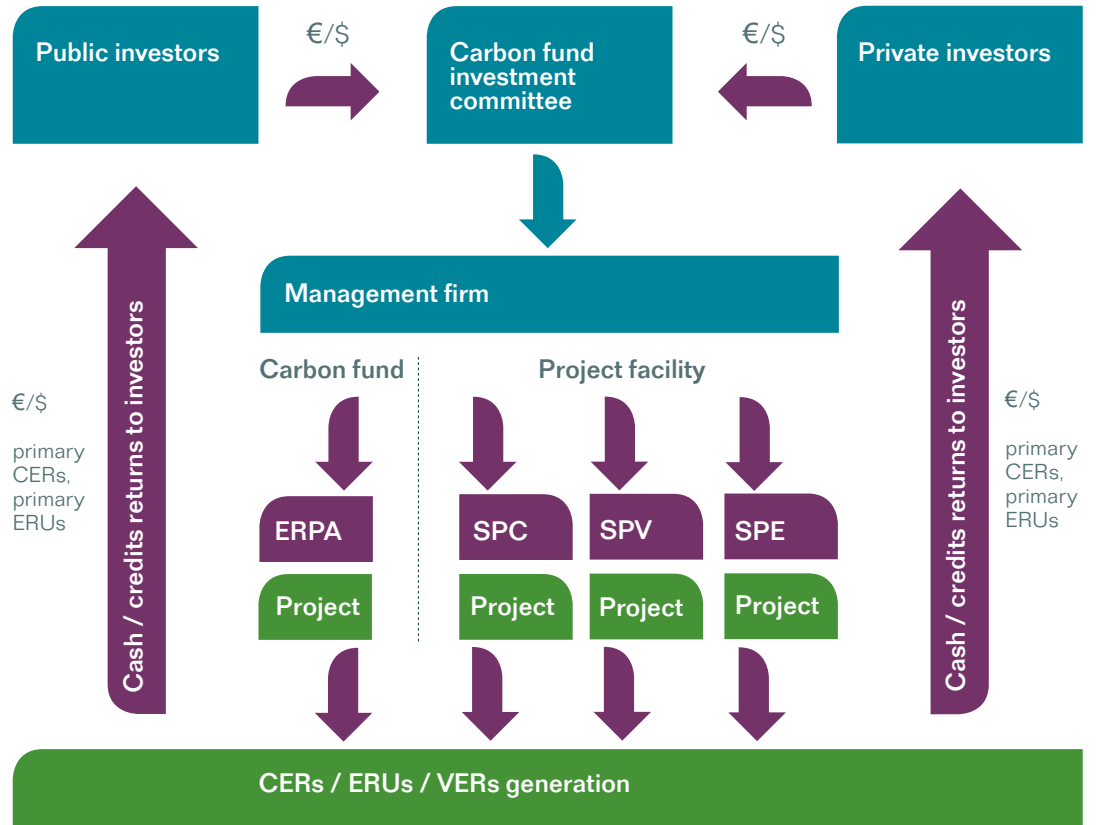 Public investors
€/$
Carbon fund
investment
committee
€/$
Private investors
Management firm
Carbon fund
Project facility
€/$
primary
CERs,
primary
ERUs
Cash / credits returns to investors
ERPA
SPC
SPV
SPE
Project
Project
Project
Project
Cash / credits returns to investors
€/$
primary
CERs,
primary
ERUs
CERs / ERUs / VERs generation